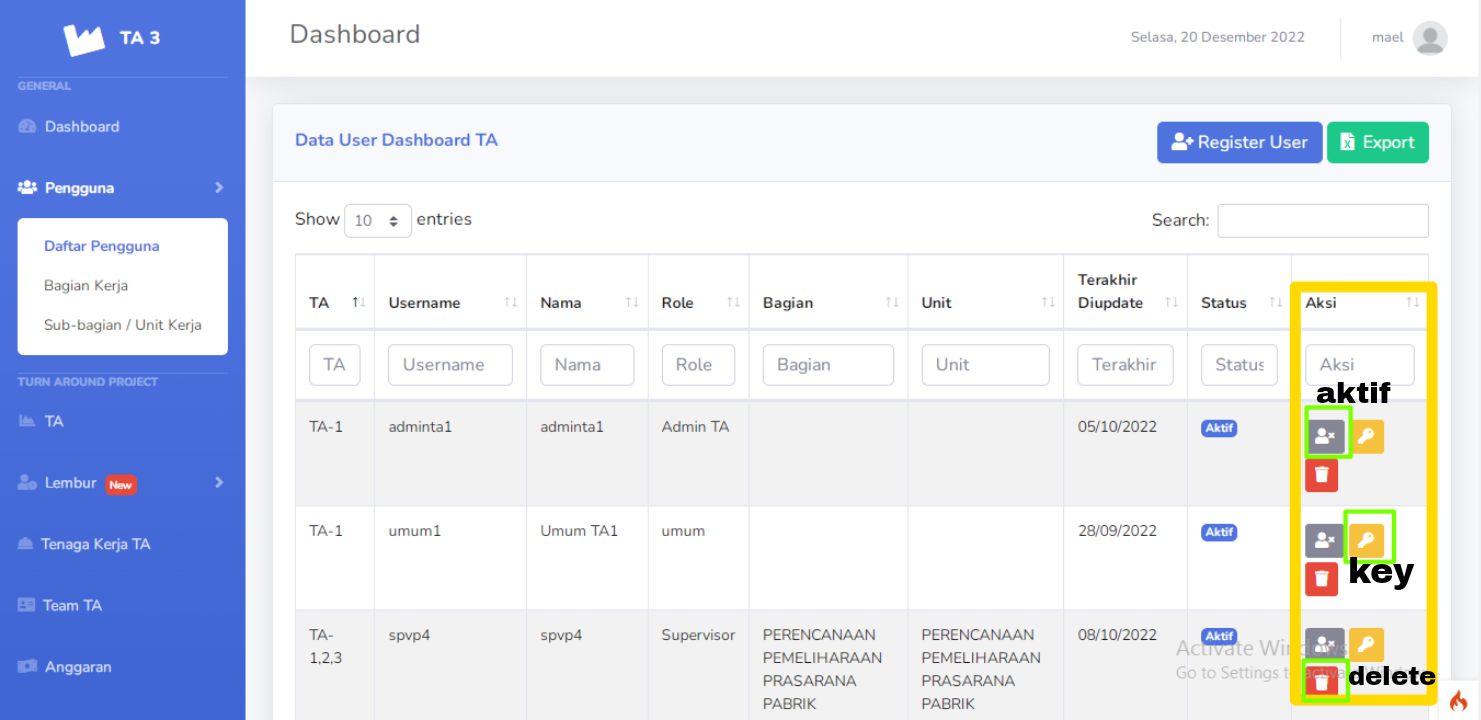 TA 3
Dashboard
Selasa, 20 Desember 2022
mael
GENERAL
Dashboard
Pengguna
Daftar Pengguna
Bagian Kerja
Sub-bagian / Unit Kerja
TURN AROUND PROJECT
TA
Lembur New
Tenaga Kerja TA
Team TA
Anggaran
Data User Dashboard TA
Register User
Export
Show 10 entries
Search:
TA Username Nama Role Bagian Unit Terakhir Diupdate Status Aksi
TA Username Nama Role Bagian Unit Terakhir Status Aksi
aktif
TA-1 adminta1 adminta1 Admin TA 05/10/2022 Aktif
TA-1 umum1 Umum TA1 umum 28/09/2022 Aktif
key
TA- spvp4 spvp4 Supervisor PERENCANAAN PERENCANAAN 08/10/2022 Aktif
1,2,3 PEMELIHARAAN PEMELIHARAAN
PRASARANA PRASARANA
PABRIK PABRIK
Activate Windows
Go to Settings to activate
delete